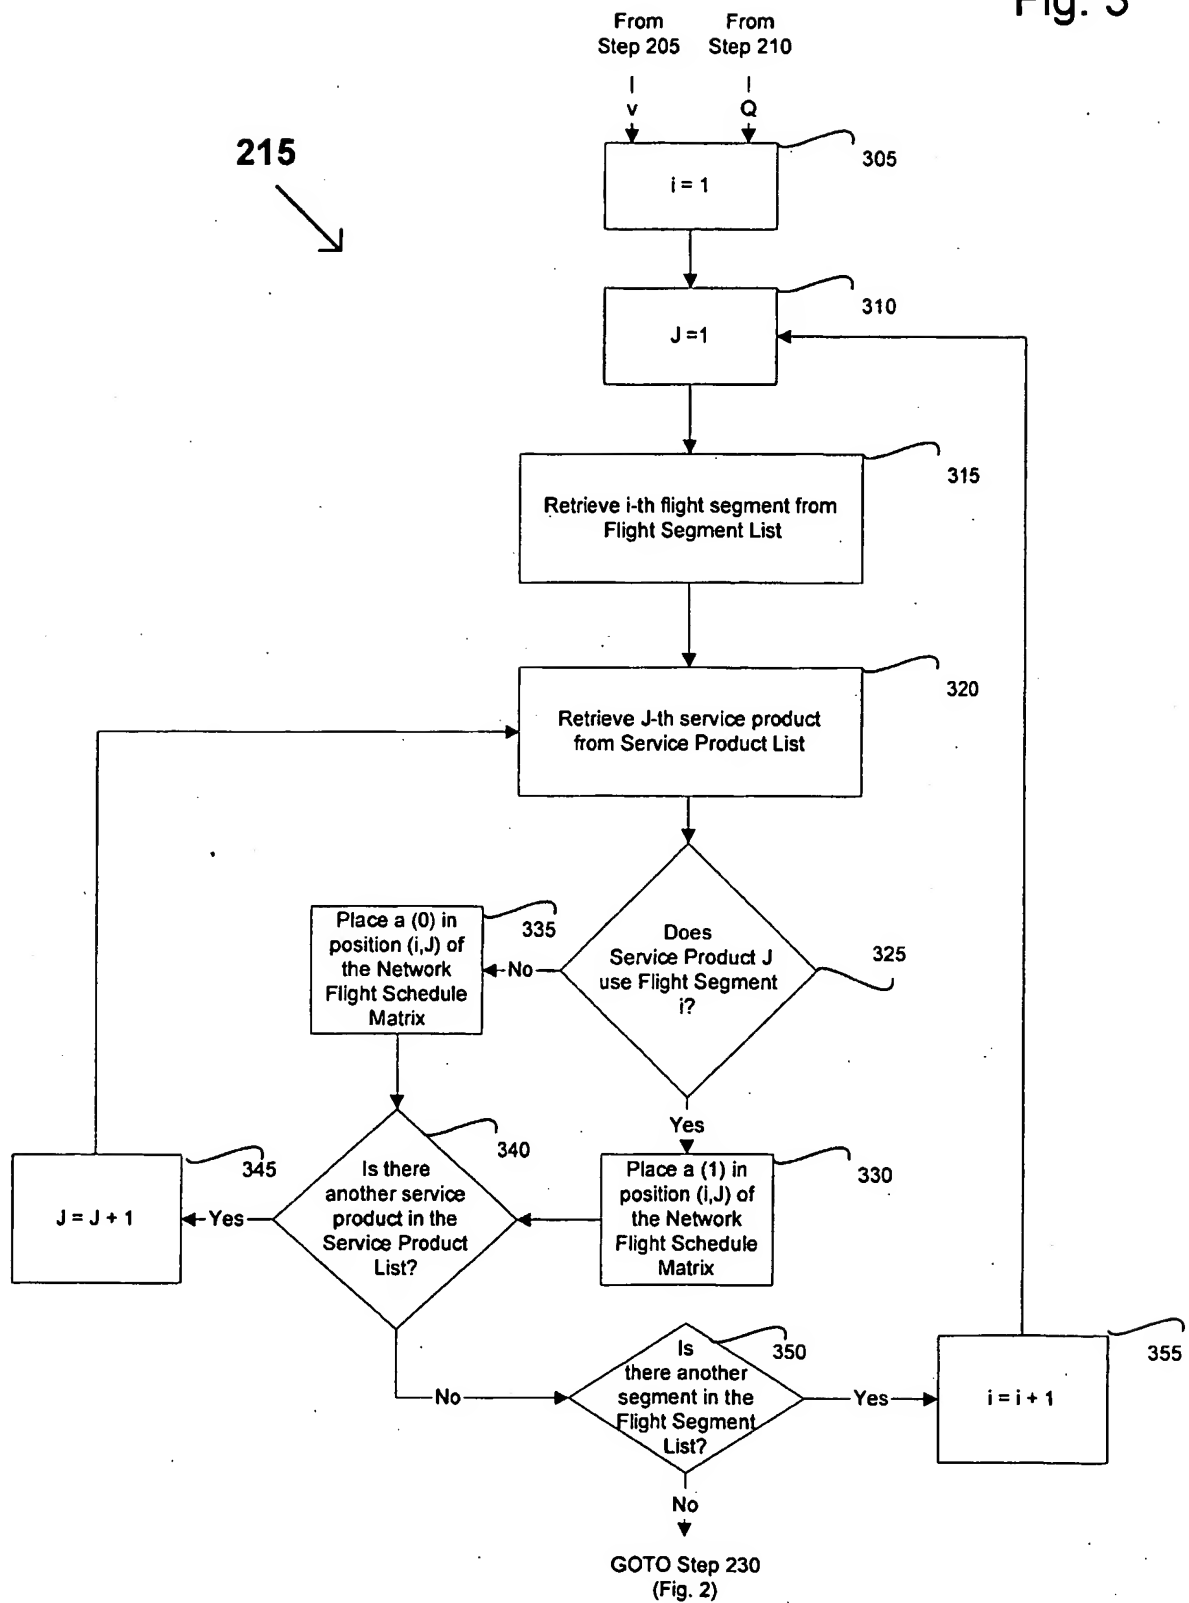 Fig. 3
From
Step 205
From
Step 210
v
Q
215
305
i = 1
310
J =1
315
Retrieve i-th flight segment from
Flight Segment List
320
Retrieve J-th service product
from Service Product List
335
Place a (0) in
position (i,J) of
the Network
Flight Schedule
Matrix
No
Does
Service Product J
use Flight Segment
i?
325
Yes
345
J = J + 1
Yes
340
Is there
another service
product in the
Service Product
List?
330
Place a (1) in
position (i,J) of
the Network
Flight Schedule
Matrix
No
350
Is
there another
segment in the
Flight Segment
List?
Yes
355
i = i + 1
No
GOTO Step 230
(Fig. 2)